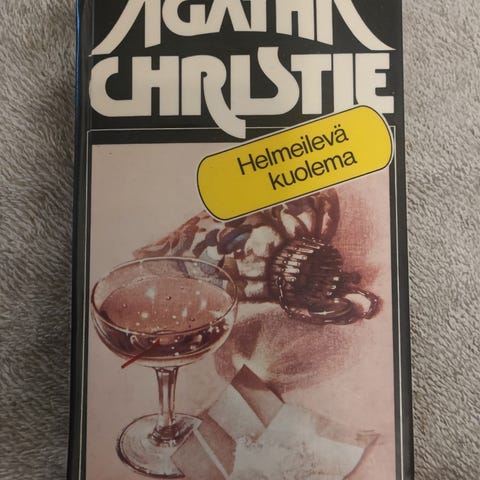 AGATHA
CHRISTIE
Helmeilevä
kuolema